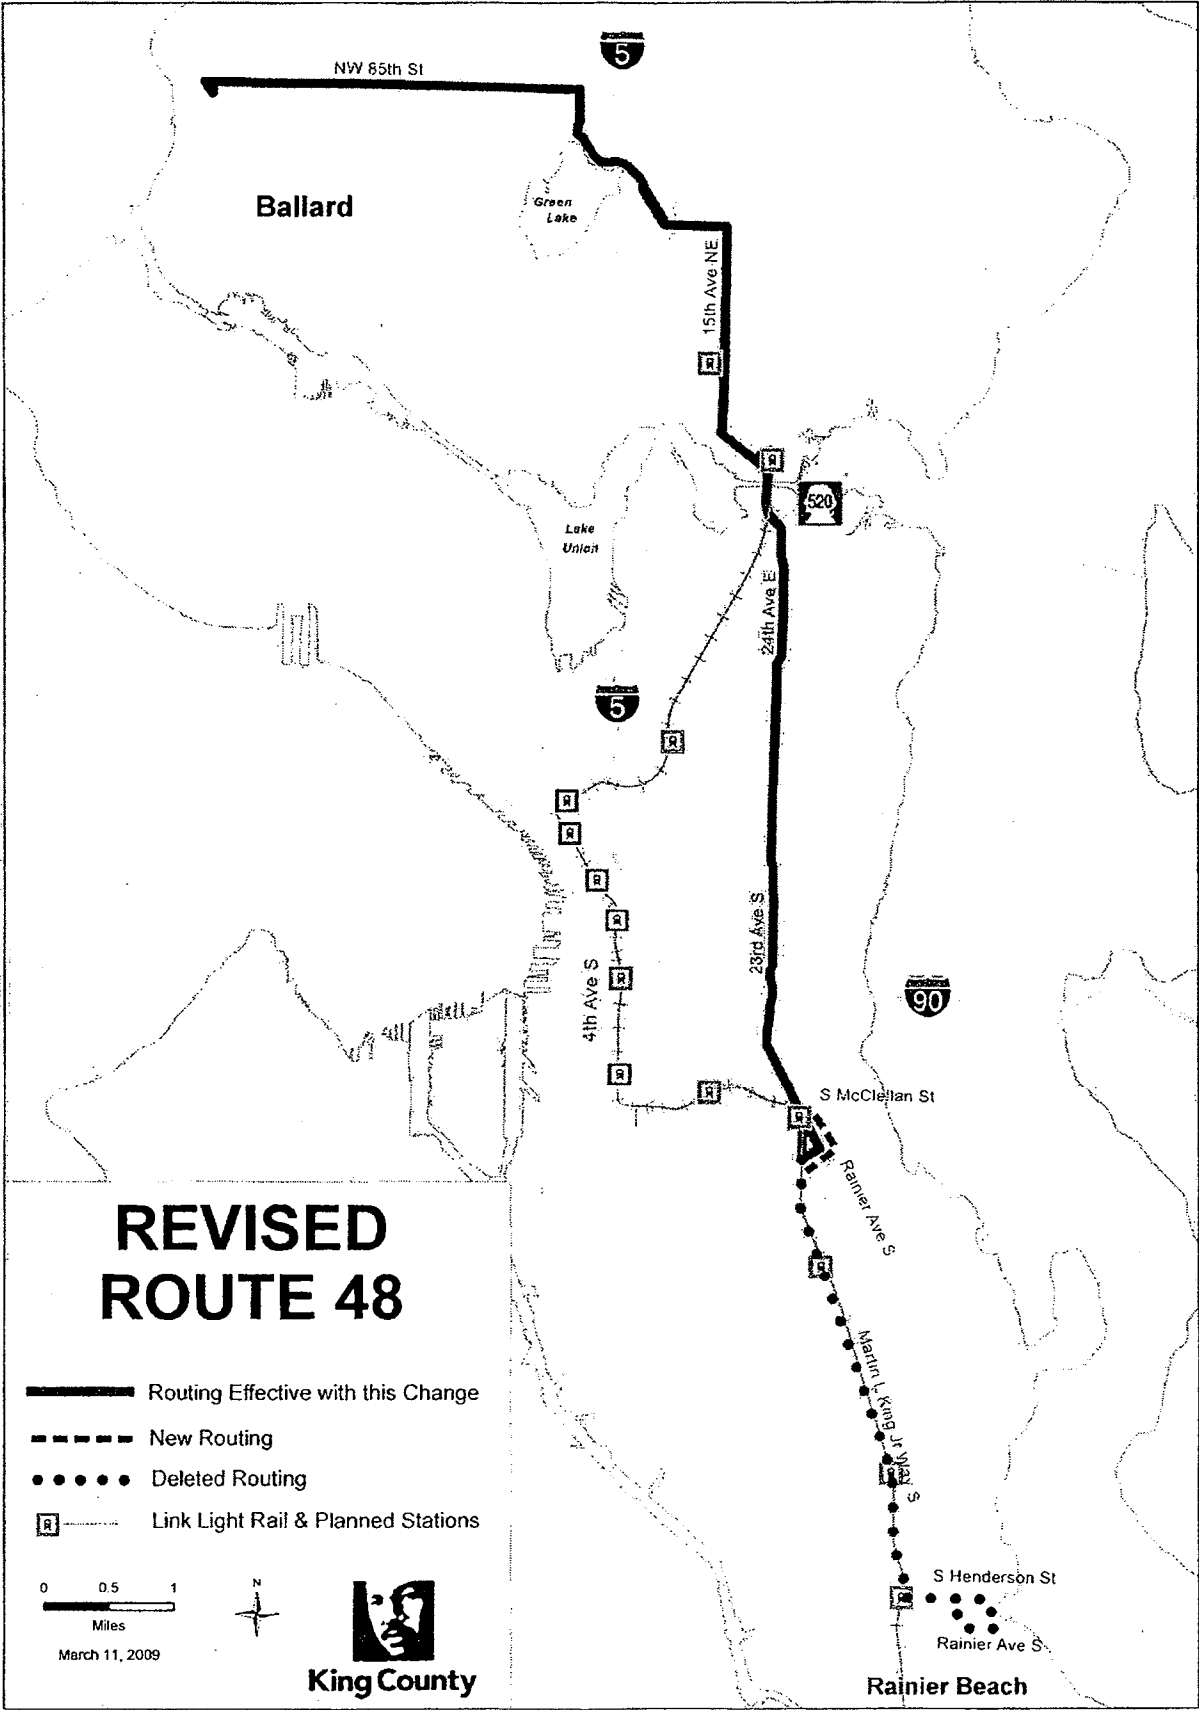 5
NW 85th St
Ballard
Green
Lake
15th Ave NE
520
Lake
Union
24th Ave E
5
23rd Ave S
4th Ave S
90
S McClellan St
Rainier Ave S
Martin L King Jr Way S
S Henderson St
Rainier Ave S
Rainier Beach
REVISED
ROUTE 48
Routing Effective with this Change
New Routing
Deleted Routing
Link Light Rail & Planned Stations
0 0.5 1
Miles
March 11, 2009
N
King County